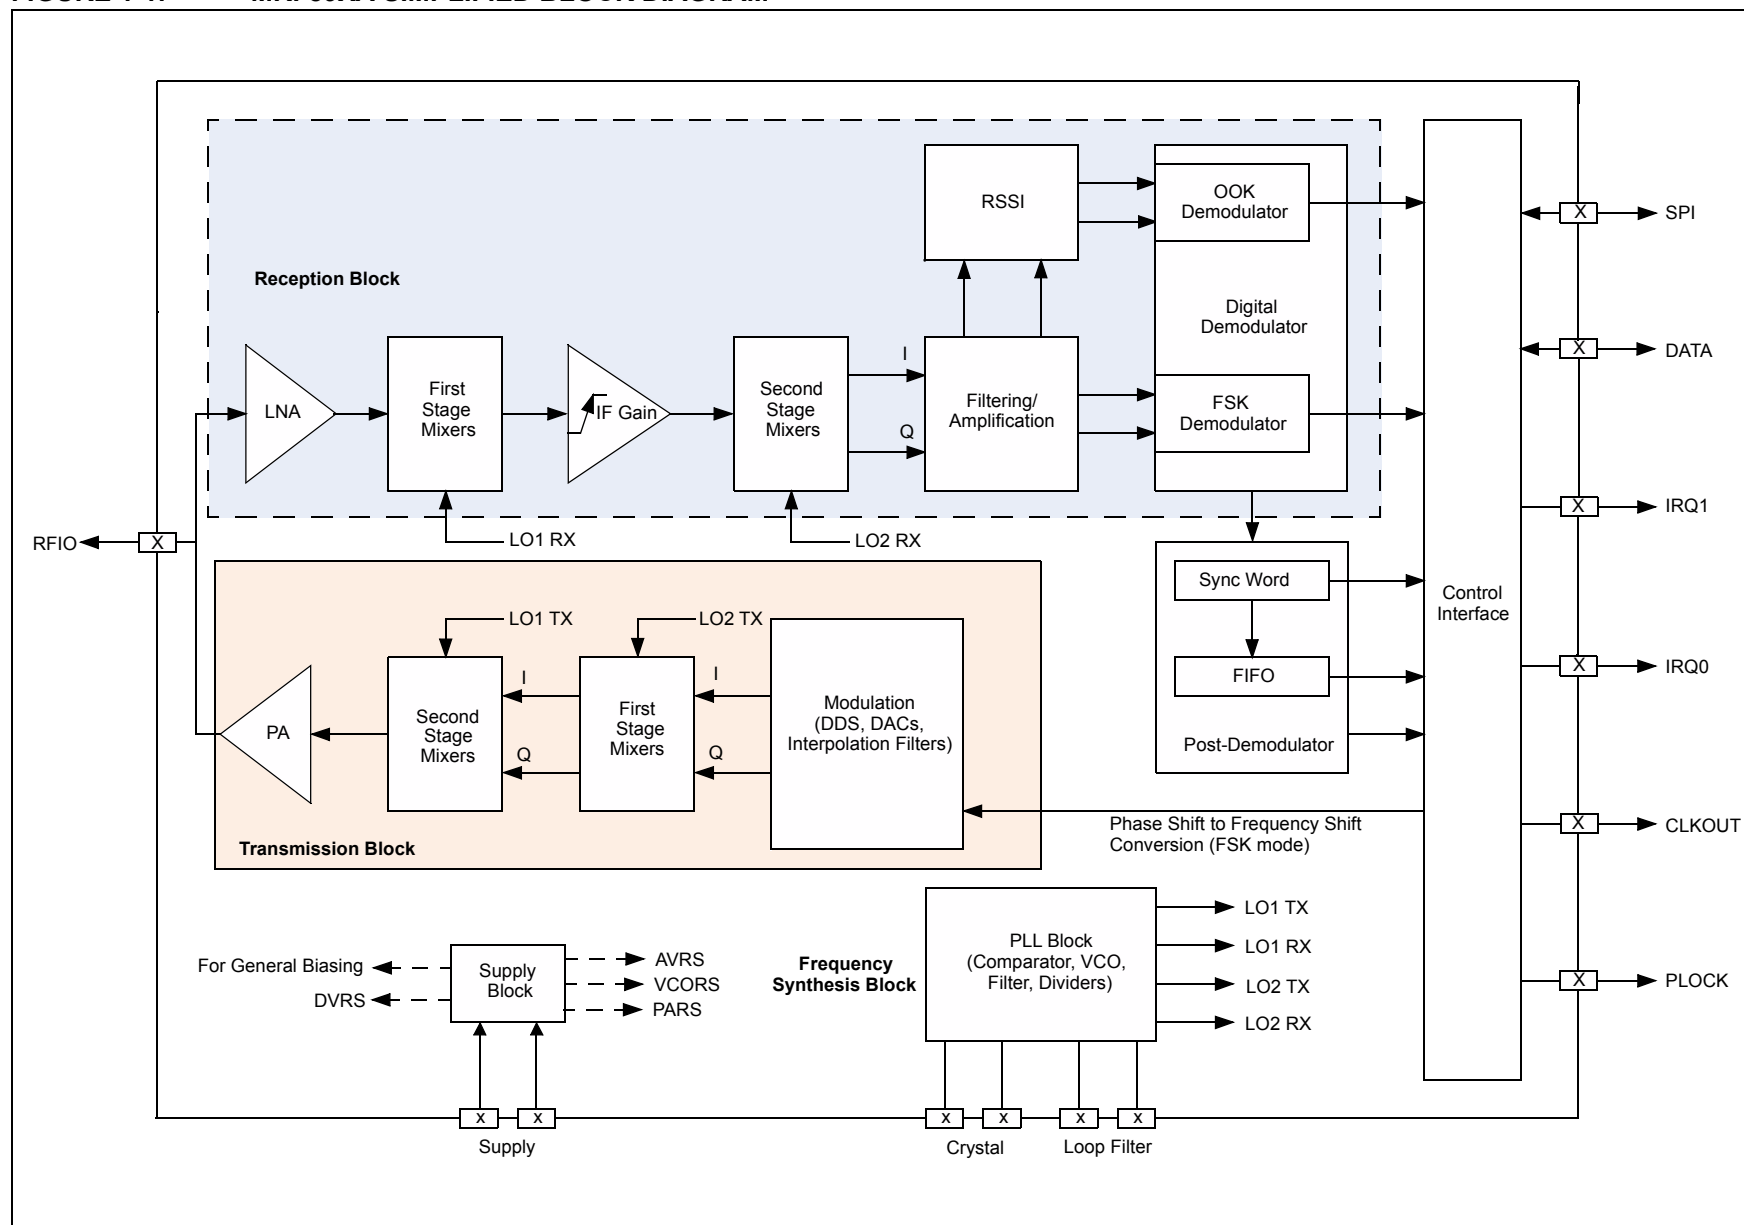 RSSI
OOK
Demodulator
SPI
Reception Block
Digital
Demodulator
DATA
LNA
First
Stage
Mixers
IF Gain
Second
Stage
Mixers
I
Q
Filtering/
Amplification
FSK
Demodulator
IRQ1
RFIO
X
LO1 RX
LO2 RX
Sync Word
Control
Interface
LO1 TX
LO2 TX
FIFO
IRQ0
Post-Demodulator
PA
Second
Stage
Mixers
I
Q
First
Stage
Mixers
I
Q
Modulation
(DDS, DACs,
Interpolation Filters)
Transmission Block
Phase Shift to Frequency Shift
Conversion (FSK mode)
X
X
X
X
X
X
CLKOUT
PLOCK
For General Biasing
DVRS
Supply
Block
AVRS
VCORS
PARS
Frequency
Synthesis Block
PLL Block
(Comparator, VCO,
Filter, Dividers)
LO1 TX
LO1 RX
LO2 TX
LO2 RX
X
X
X
X
X
X
Supply
Crystal
Loop Filter